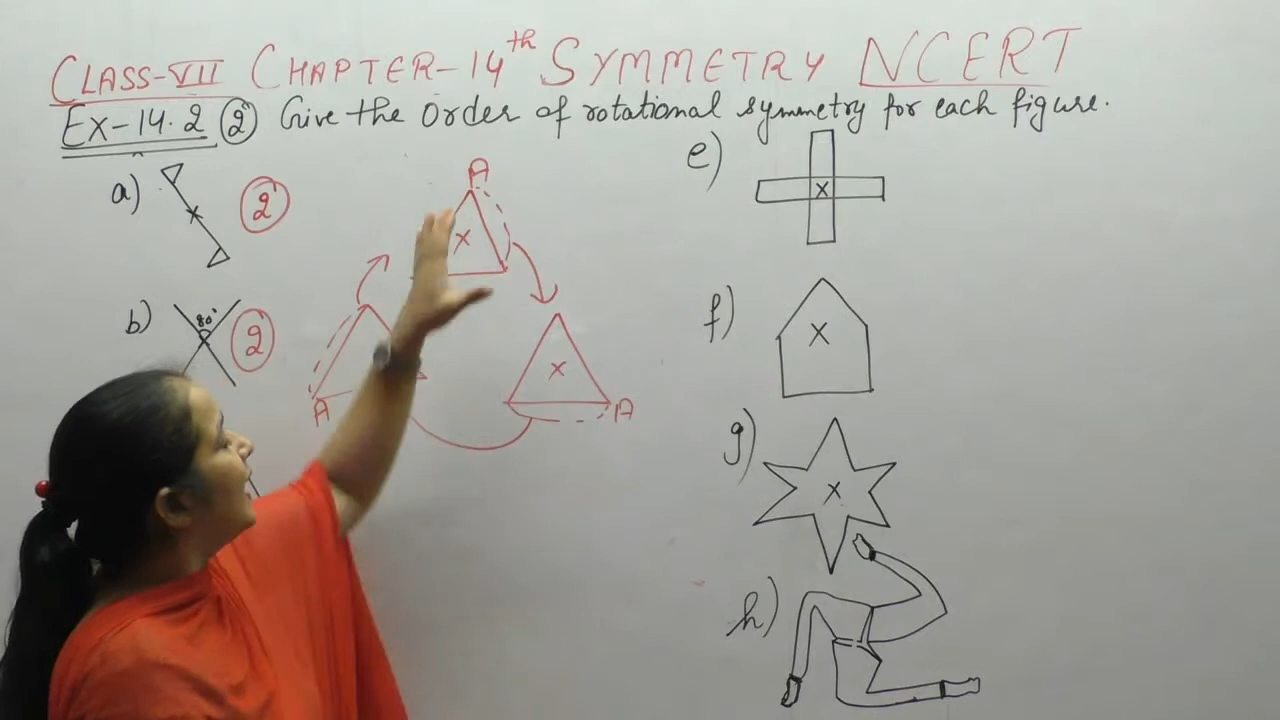 CLASS-VII CHAPTER-14th SYMMETRY NCERT
EX-14.2 (2) Give the Order of rotational symmetry for each figure.
a) 2
b) 80° 2
A
A
A
e)
f)
g)
h)